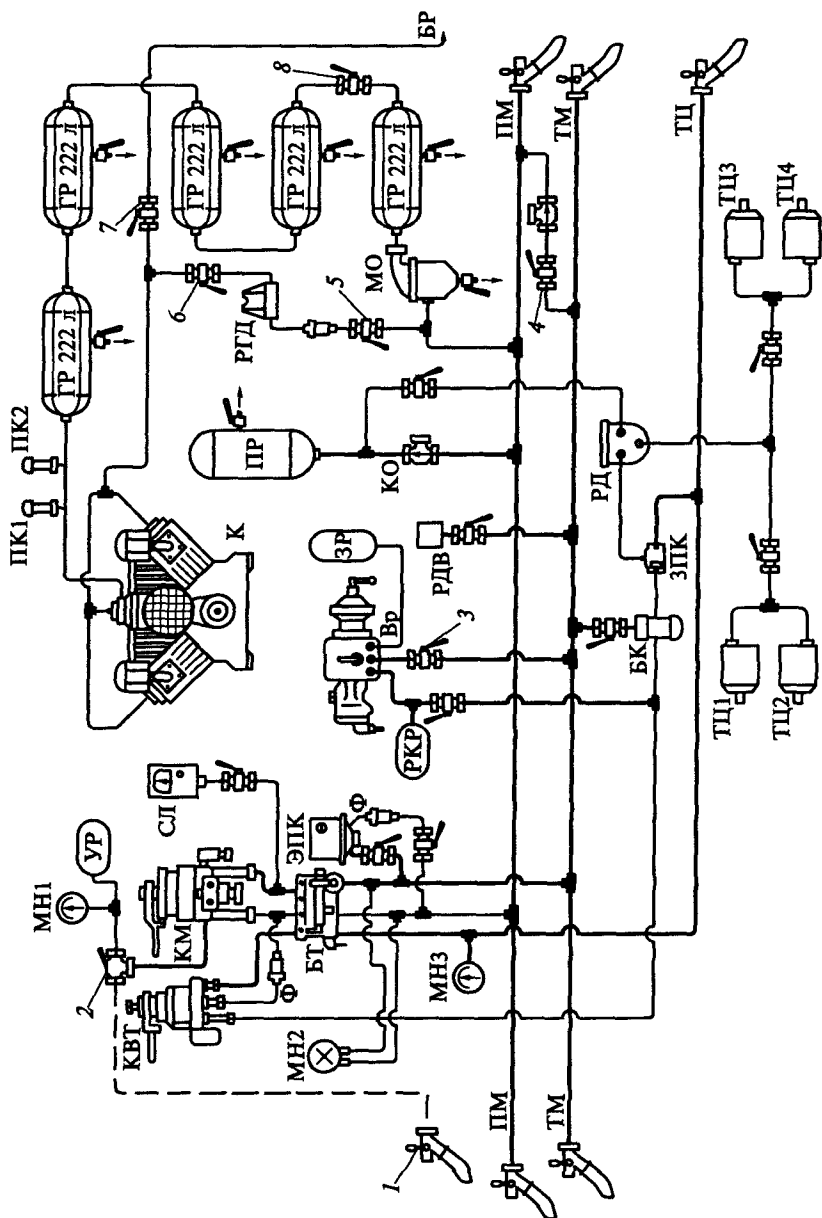 БР
8
ГР 222 л
ГР 222 л
ГР 222 л
ГР 222 л
ГР 222 л
7
6
РГД
5
МО
ПМ
ТМ
ТЦ
4
ПК1
ПК2
К
ПР
КО
РД
ТЦ3
ТЦ4
ЗР
Вр
3
РДВ
РКР
БК
ЗПК
ТЦ1
ТЦ2
СЛ
УР
МН1
КМ
2
КВТ
Ф
БТ
ЭПК
Ф
МН2
МН3
1
ПМ
ТМ